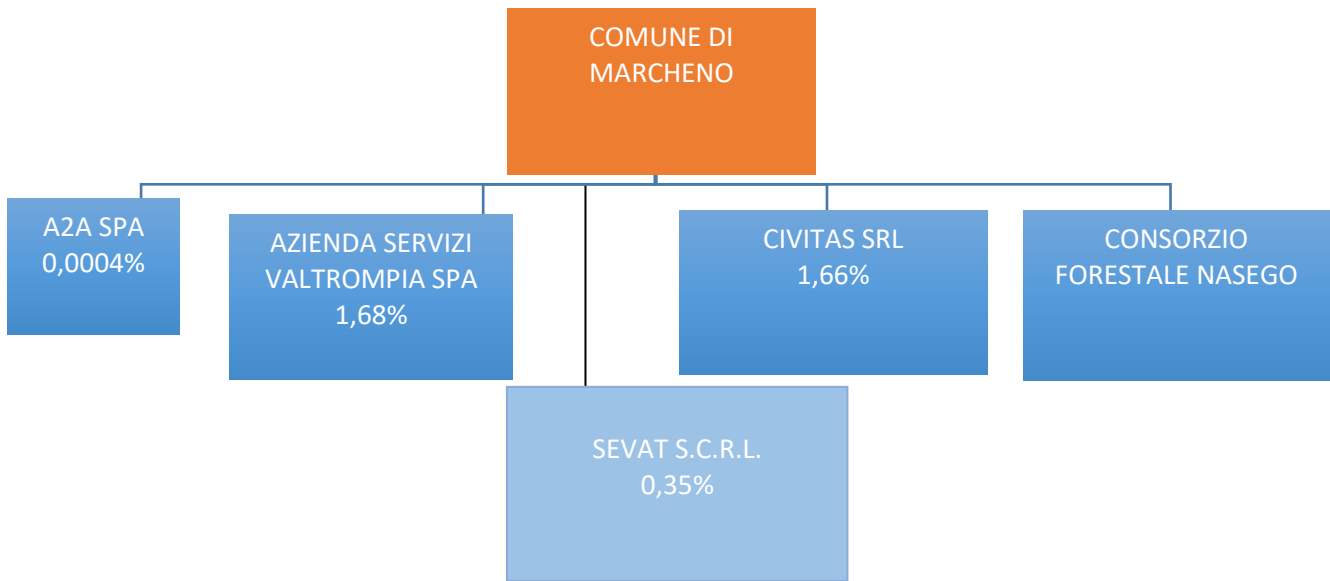 COMUNE DI
MARCHENO
A2A SPA
0,0004%
AZIENDA SERVIZI
VALTROMPIA SPA
1,68%
CIVITAS SRL
1,66%
CONSORZIO
FORESTALE NASEGO
SEVAT S.C.R.L.
0,35%